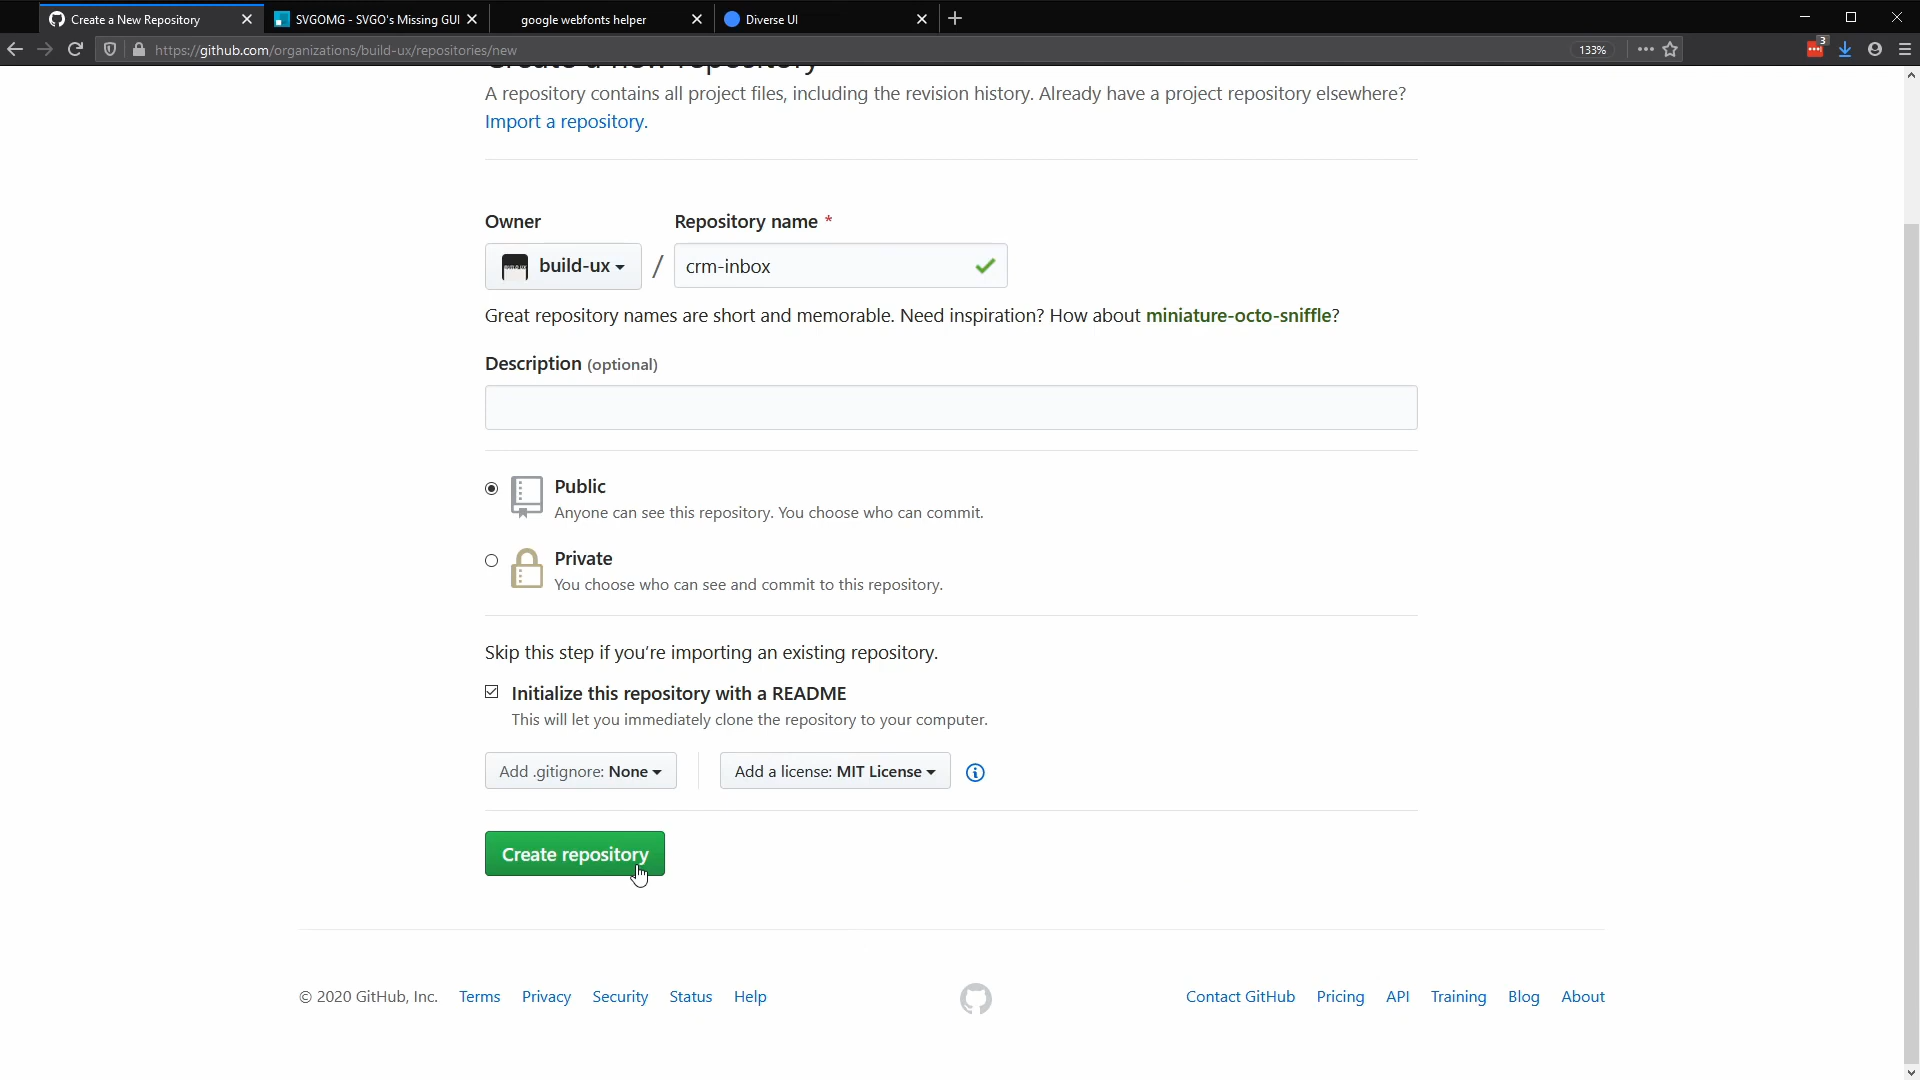 Create a New Repository
SVGOMG - SVGO's Missing GUI
google webfonts helper
Diverse UI
https://github.com/organizations/build-ux/repositories/new
133%
3
Create a new repository
A repository contains all project files, including the revision history. Already have a project repository elsewhere?
Import a repository.
Owner
Repository name *
build-ux
/
crm-inbox
Great repository names are short and memorable. Need inspiration? How about miniature-octo-sniffle?
Description (optional)
Public
Anyone can see this repository. You choose who can commit.
Private
You choose who can see and commit to this repository.
Skip this step if you're importing an existing repository.
Initialize this repository with a README
This will let you immediately clone the repository to your computer.
Add .gitignore: None
Add a license: MIT License
Create repository
© 2020 GitHub, Inc.
Terms
Privacy
Security
Status
Help
Contact GitHub
Pricing
API
Training
Blog
About